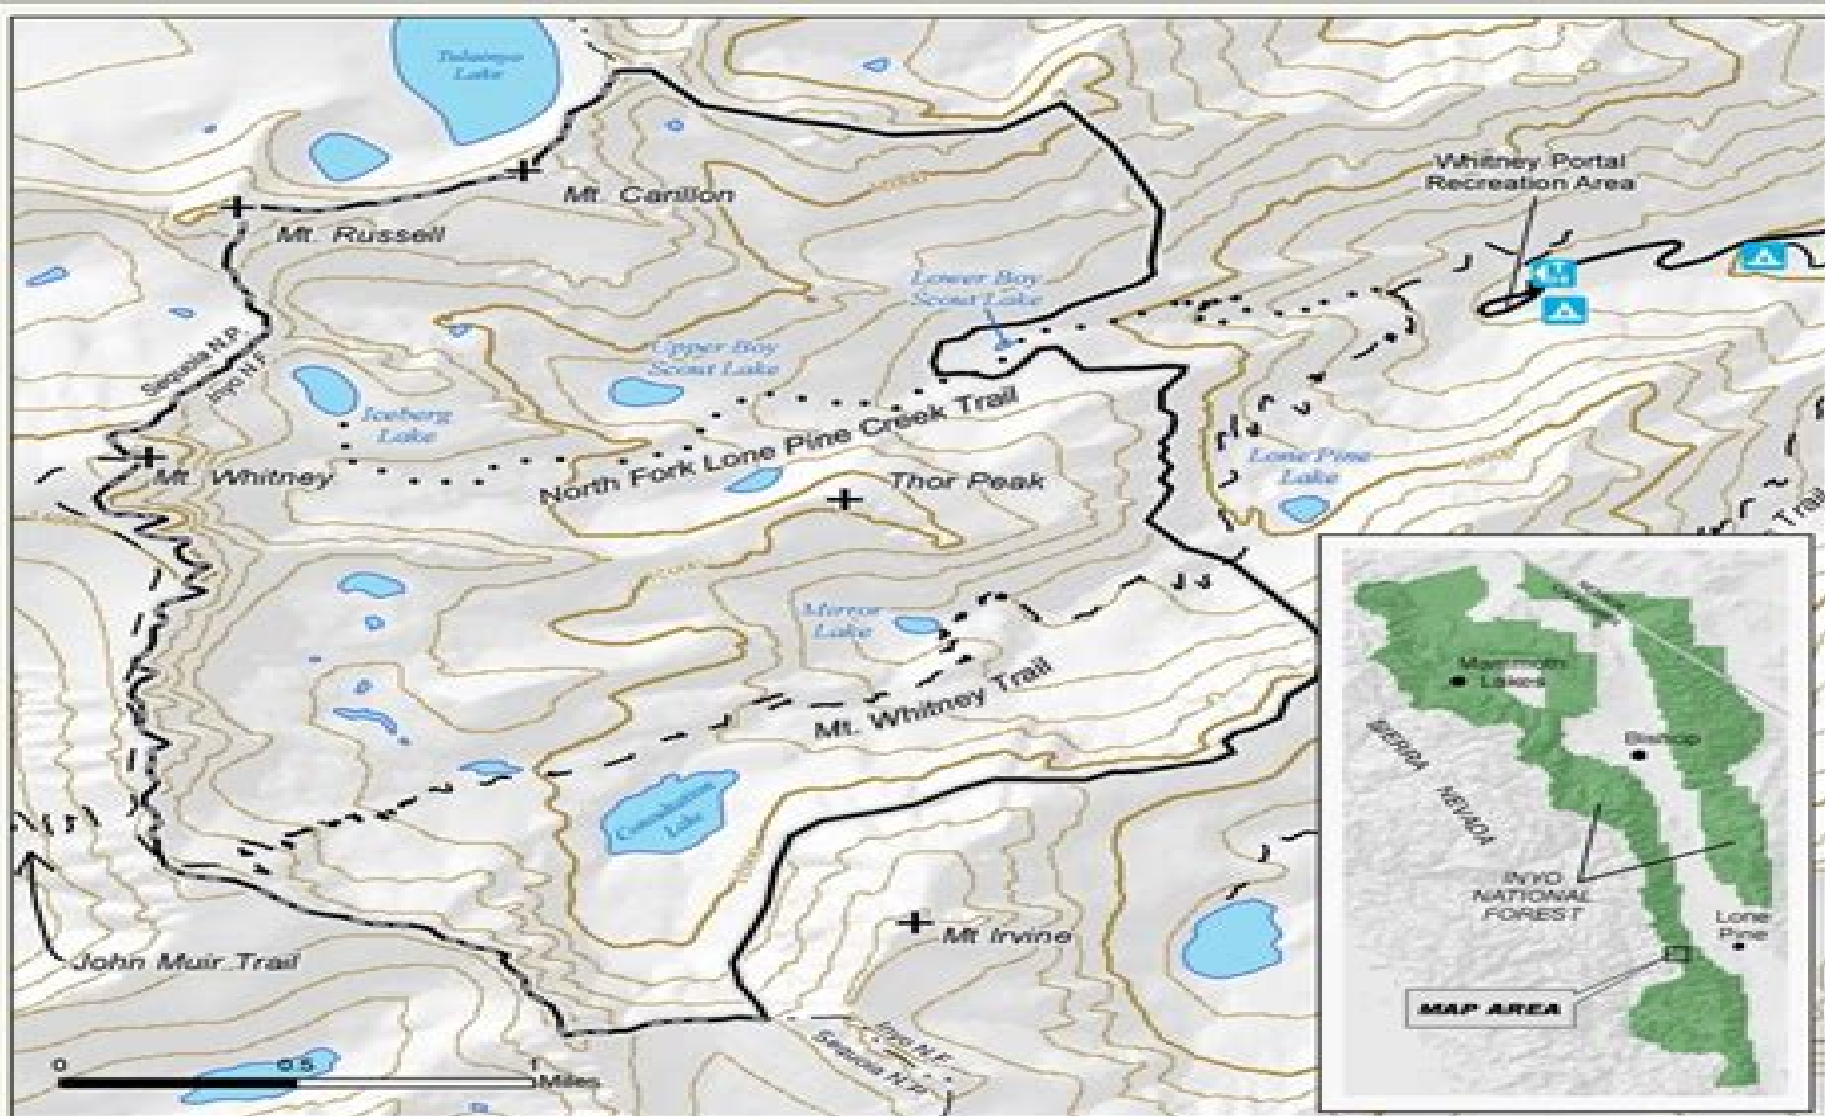 Tulainyo
Lake
Mt. Carillon
Mt. Russell
Whitney Portal
Recreation Area
Lower Boy
Scout Lake
Sequoia N.P.
Inyo N.F.
Upper Boy
Scout Lake
Iceberg
Lake
North Fork Lone Pine Creek Trail
Mt. Whitney
Thor Peak
Lone Pine
Lake
Trail
Mirror
Lake
Mt. Whitney Trail
Consultation
Lake
Mt Irvine
John Muir Trail
Inyo N.F.
Sequoia N.P.
0 0.5 1
Miles
Mammoth
Lakes
Bishop
SIERRA NEVADA
INYO
NATIONAL
FOREST
Lone
Pine
MAP AREA